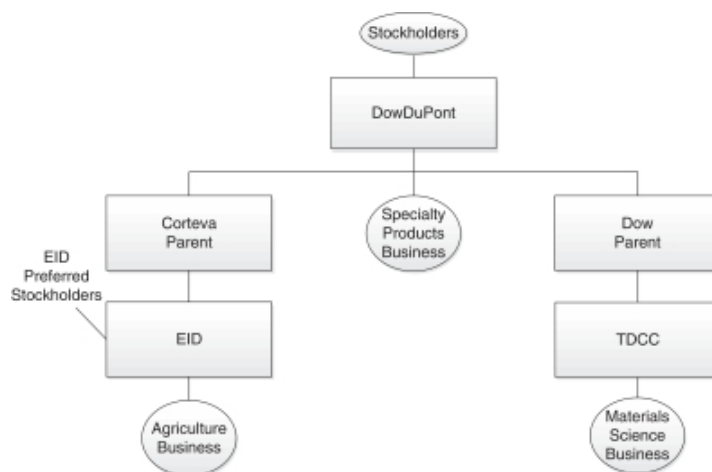 Stockholders
DowDuPont
Corteva
Parent
Specialty
Products
Business
Dow
Parent
EID
Preferred
Stockholders
EID
TDCC
Agriculture
Business
Materials
Science
Business